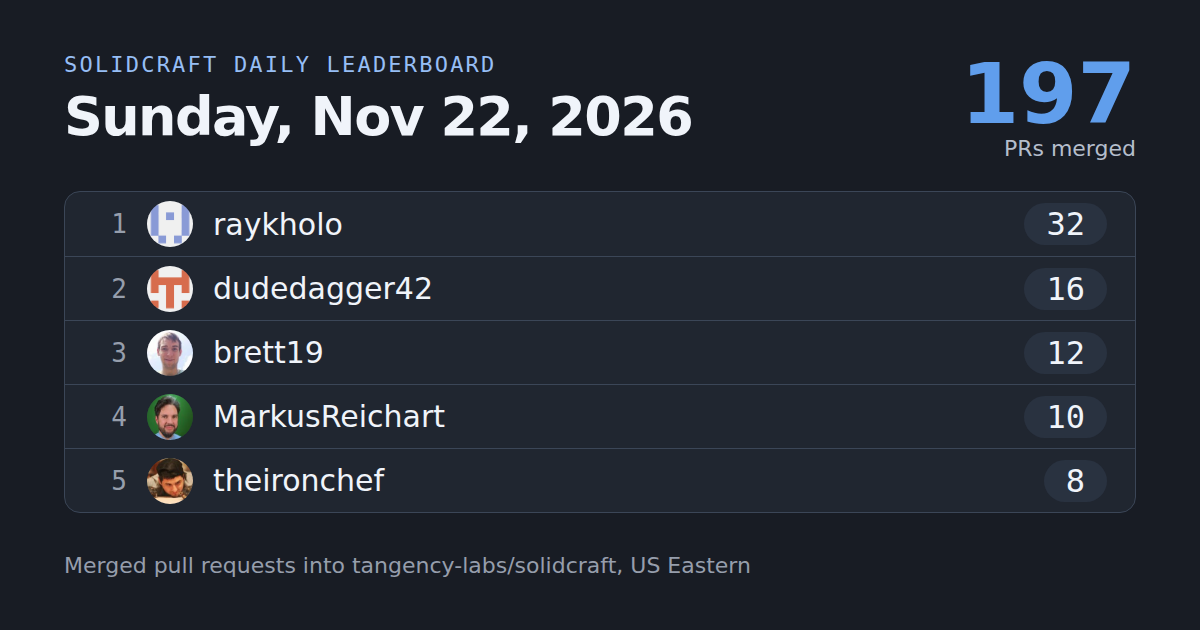 SOLIDCRAFT DAILY LEADERBOARD
Sunday, Nov 22, 2026
197
PRs merged
1 raykholo 32
2 dudedagger42 16
3 brett19 12
4 MarkusReichart 10
5 theironchef 8
Merged pull requests into tangency-labs/solidcraft, US Eastern